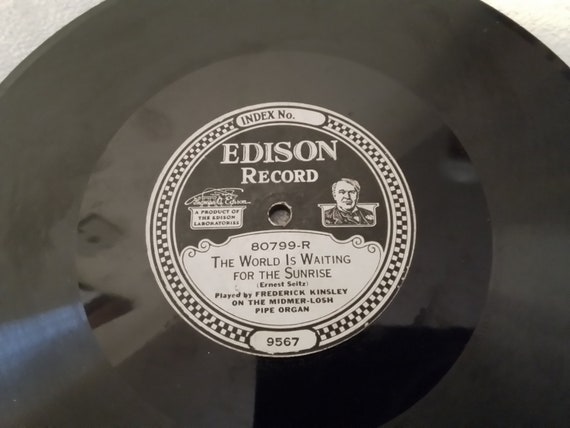 INDEX No.
EDISON
RECORD
Thomas A Edison
A PRODUCT OF
THE EDISON
LABORATORIES
80799-R
THE WORLD IS WAITING
FOR THE SUNRISE
(Ernest Seitz)
Played by FREDERICK KINSLEY
ON THE MIDMER-LOSH
PIPE ORGAN
9567